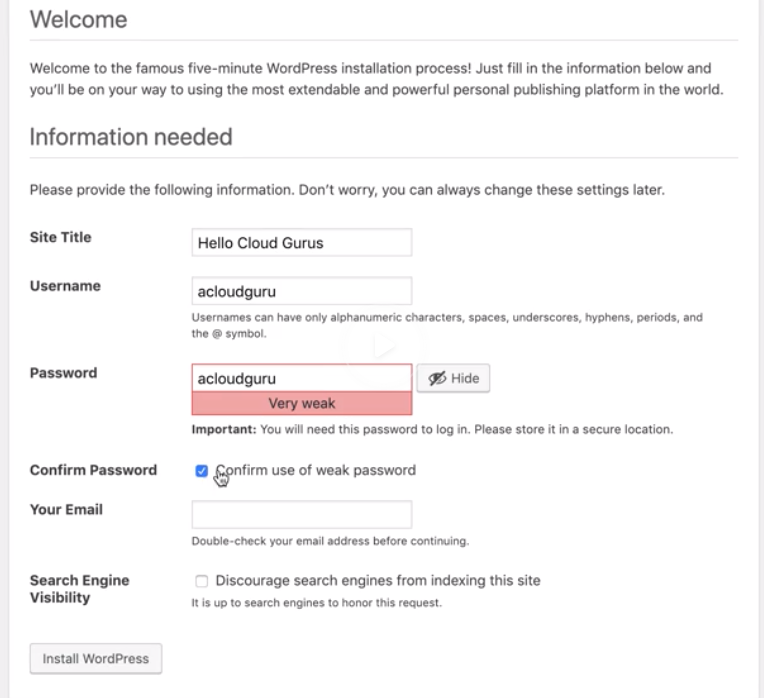 Welcome
Welcome to the famous five-minute WordPress installation process! Just fill in the information below and
you'll be on your way to using the most extendable and powerful personal publishing platform in the world.
Information needed
Please provide the following information. Don't worry, you can always change these settings later.
Site Title
Hello Cloud Gurus
Username
acloudguru
Usernames can have only alphanumeric characters, spaces, underscores, hyphens, periods, and
the @ symbol.
Password
acloudguru
Hide
Very weak
Important: You will need this password to log in. Please store it in a secure location.
Confirm Password
Confirm use of weak password
Your Email
Double-check your email address before continuing.
Search Engine
Visibility
Discourage search engines from indexing this site
It is up to search engines to honor this request.
Install WordPress